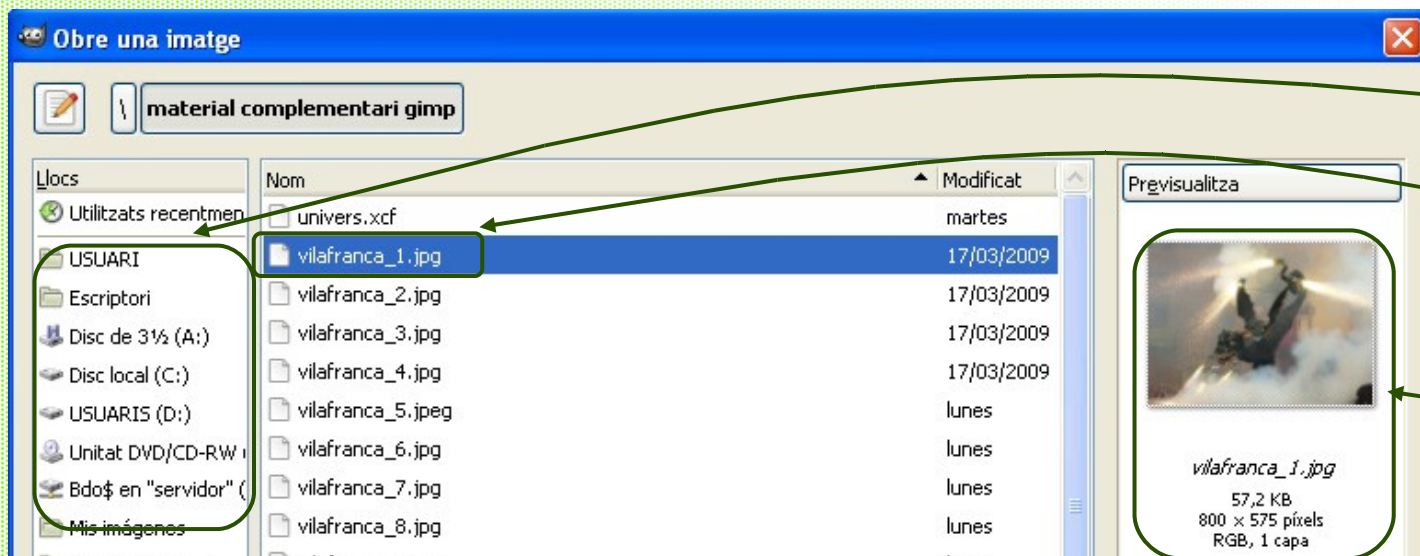 Obre una imatge
\ material complementari gimp
Llocs
Utilitzats recentmen
USUARI
Escriptori
Disc de 3½ (A:)
Disc local (C:)
USUARIS (D:)
Unitat DVD/CD-RW
Bdo$ en "servidor" (
Mis imágenes
Nom Modificat
univers.xcf martes
vilafranca_1.jpg 17/03/2009
vilafranca_2.jpg 17/03/2009
vilafranca_3.jpg 17/03/2009
vilafranca_4.jpg 17/03/2009
vilafranca_5.jpeg lunes
vilafranca_6.jpg lunes
vilafranca_7.jpg lunes
vilafranca_8.jpg lunes
Previsualitza
vilafranca_1.jpg
57,2 KB
800 × 575 píxels
RGB, 1 capa